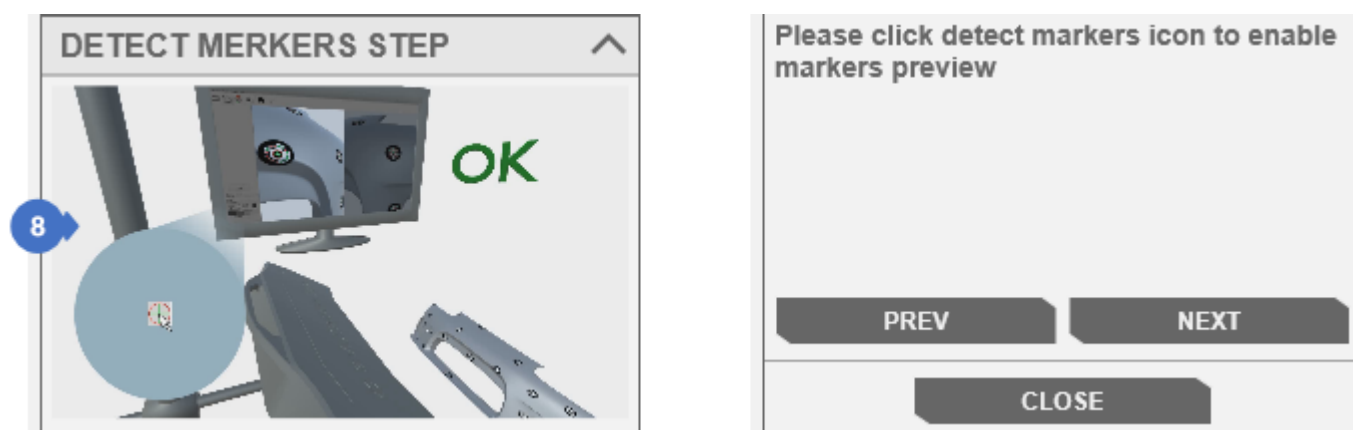 DETECT MERKERS STEP
OK
8
Please click detect markers icon to enable
markers preview
PREV
NEXT
CLOSE